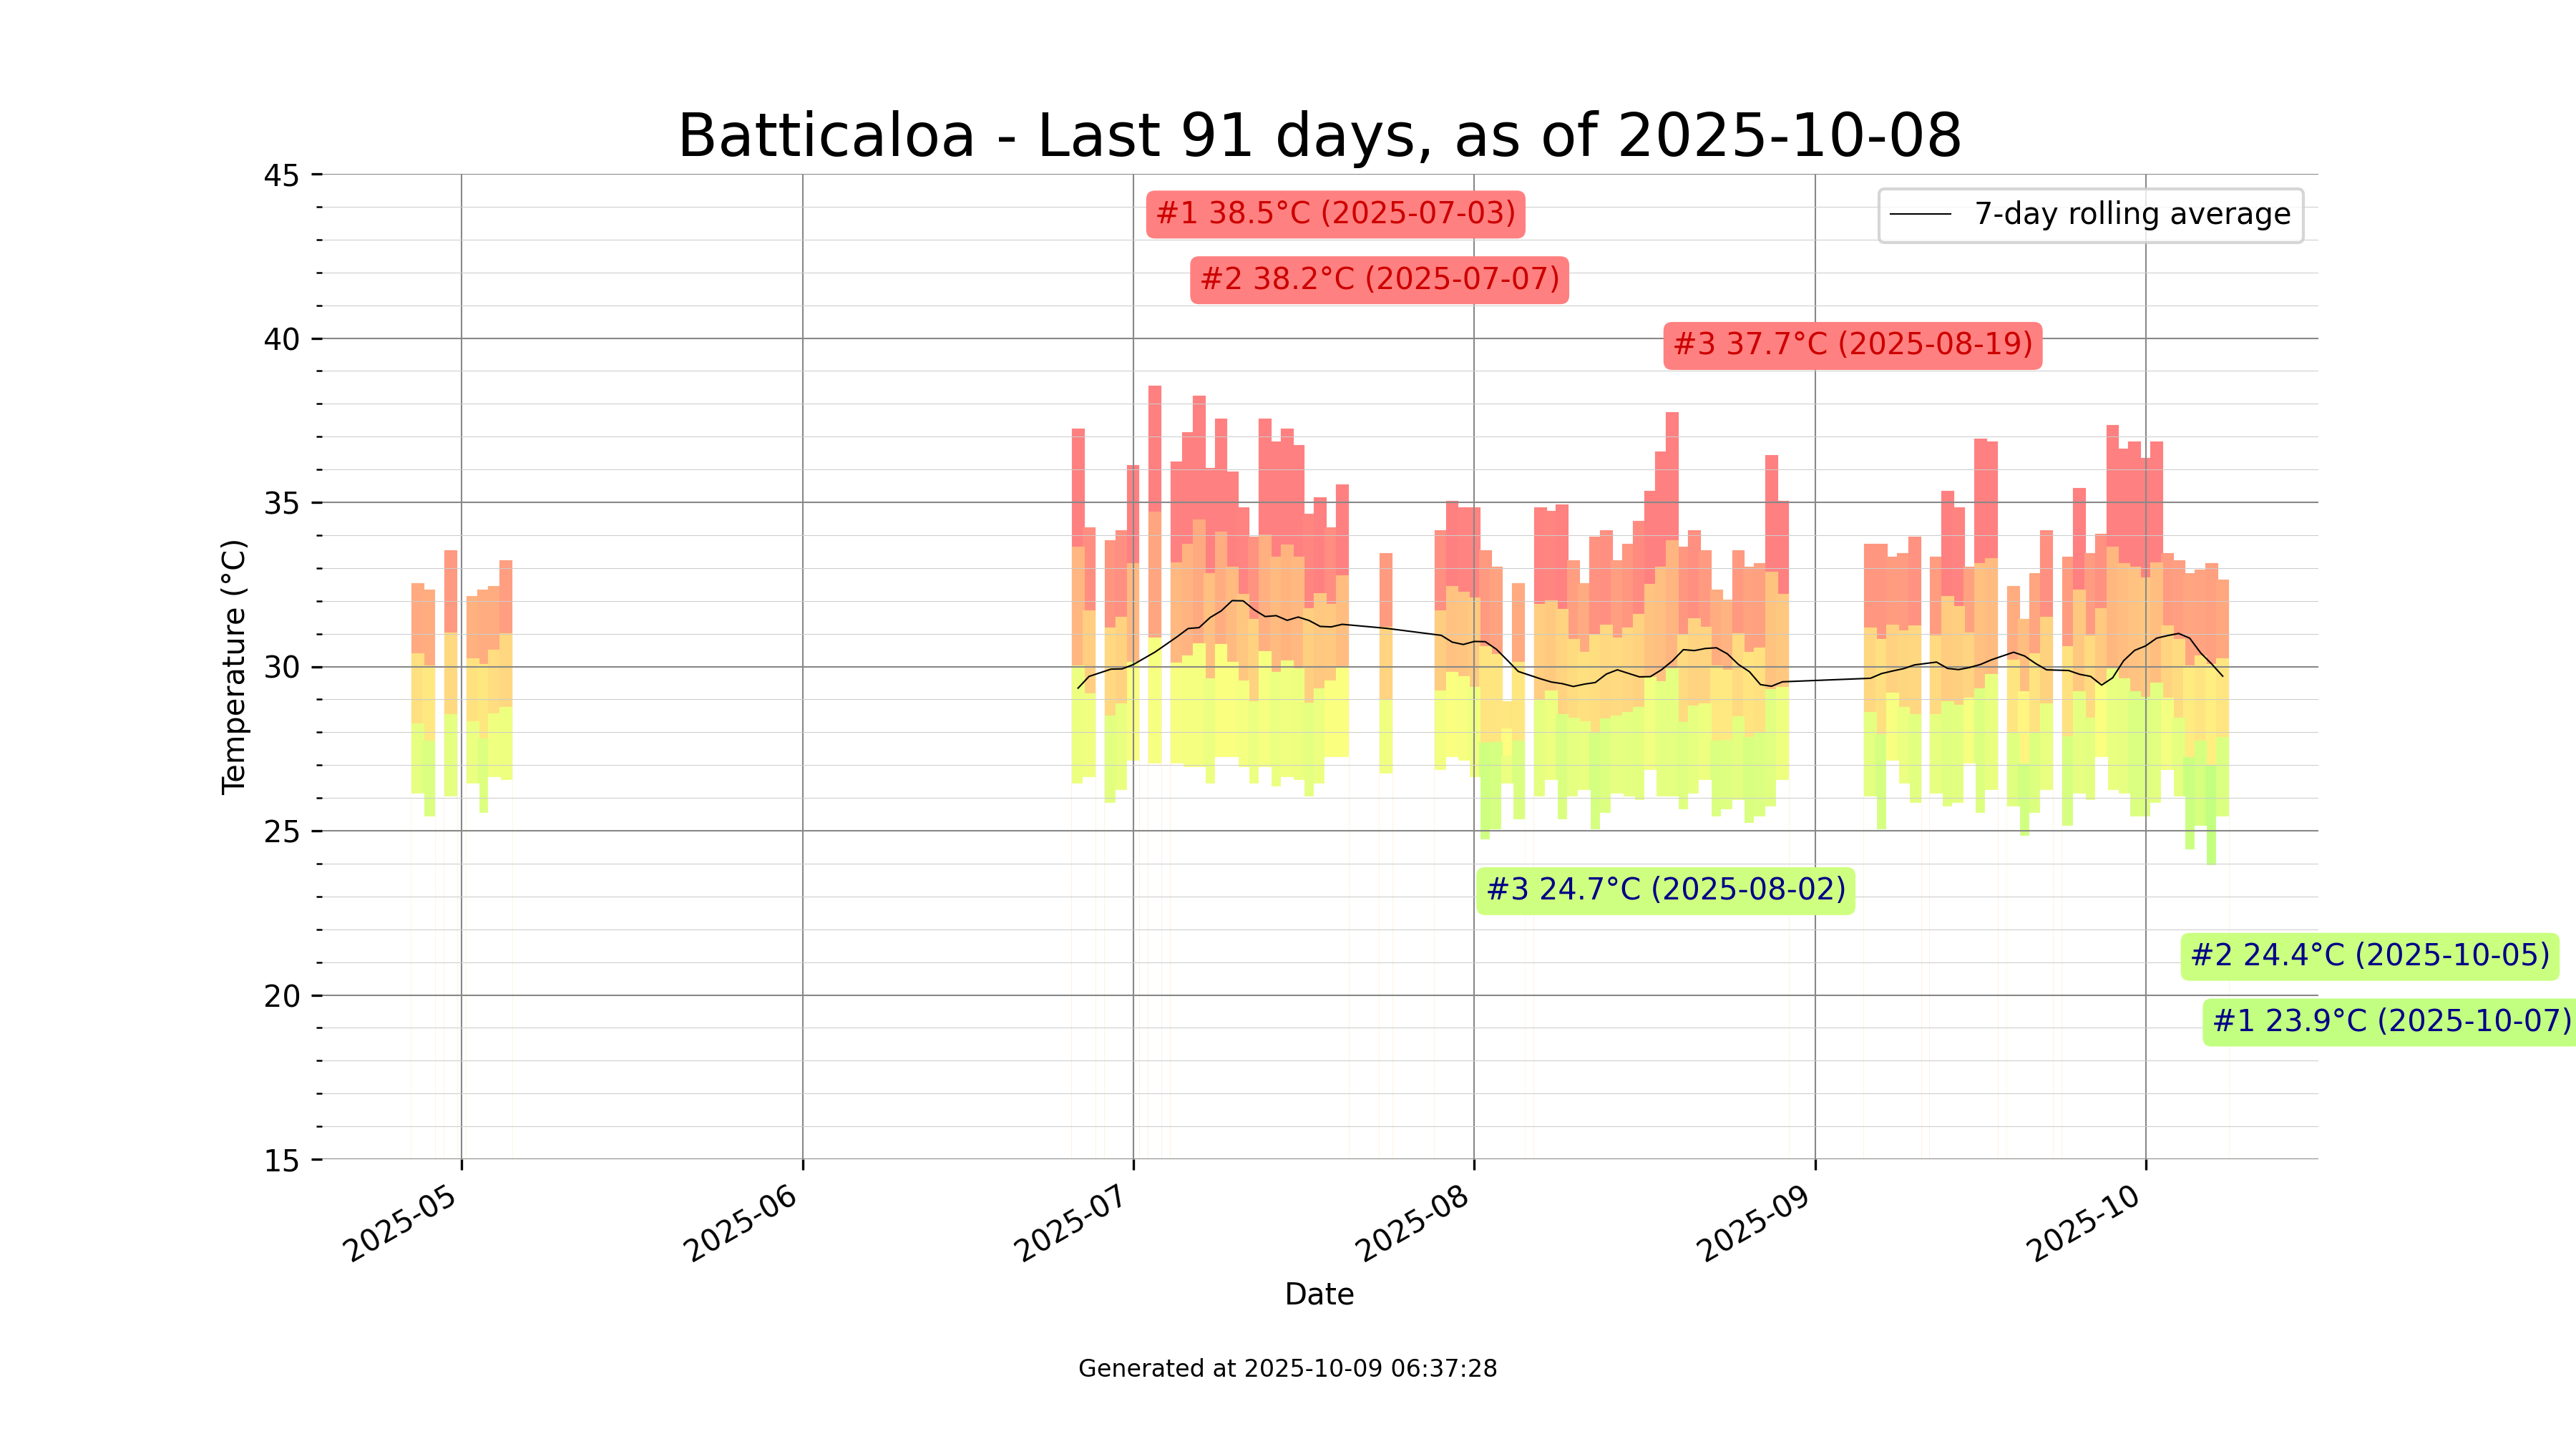 Batticaloa - Last 91 days, as of 2025-10-08
45
40
35
30
25
20
15
Temperature (°C)
#1 38.5°C (2025-07-03)
#2 38.2°C (2025-07-07)
#3 37.7°C (2025-08-19)
7-day rolling average
#3 24.7°C (2025-08-02)
#2 24.4°C (2025-10-05)
#1 23.9°C (2025-10-07)
2025-05
2025-06
2025-07
2025-08
2025-09
2025-10
Date
Generated at 2025-10-09 06:37:28